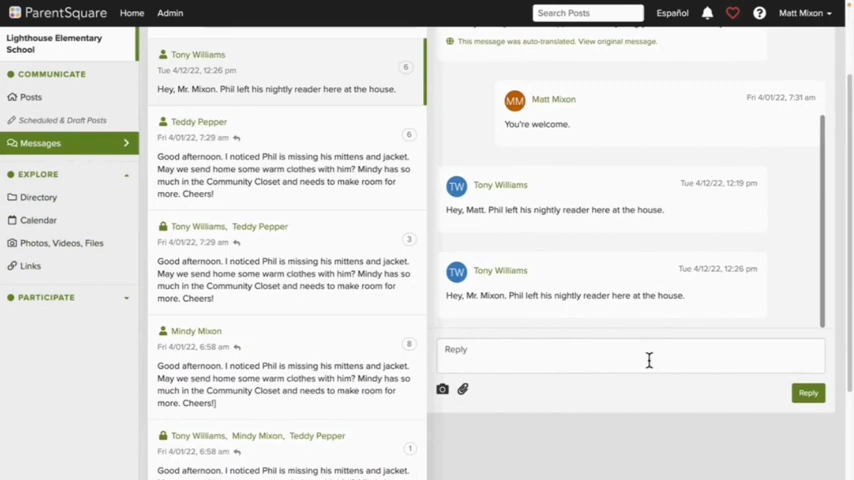 ParentSquare Home Admin Search Posts Español ? Matt Mixon
Lighthouse Elementary
School
COMMUNICATE
Posts
Scheduled & Draft Posts
Messages
EXPLORE
Directory
Calendar
Photos, Videos, Files
Links
PARTICIPATE
Tony Williams
Tue 4/12/22, 12:26 pm
6
Hey, Mr. Mixon. Phil left his nightly reader here at the house.
Teddy Pepper
Fri 4/01/22, 7:29 am
6
Good afternoon. I noticed Phil is missing his mittens and jacket.
May we send home some warm clothes with him? Mindy has so
much in the Community Closet and needs to make room for
more. Cheers!
Tony Williams, Teddy Pepper
Fri 4/01/22, 7:29 am
3
Good afternoon. I noticed Phil is missing his mittens and jacket.
May we send home some warm clothes with him? Mindy has so
much in the Community Closet and needs to make room for
more. Cheers!
Mindy Mixon
Fri 4/01/22, 6:58 am
8
Good afternoon. I noticed Phil is missing his mittens and jacket.
May we send home some warm clothes with him? Mindy has so
much in the Community Closet and needs to make room for
more. Cheers!]
Tony Williams, Mindy Mixon, Teddy Pepper
Fri 4/01/22, 6:58 am
1
Good afternoon. I noticed Phil is missing his mittens and jacket.
May we send home some warm clothes with him? Mindy has so
This message was auto-translated. View original message.
MM Matt Mixon Fri 4/01/22, 7:31 am
You're welcome.
TW Tony Williams Tue 4/12/22, 12:19 pm
Hey, Matt. Phil left his nightly reader here at the house.
TW Tony Williams Tue 4/12/22, 12:26 pm
Hey, Mr. Mixon. Phil left his nightly reader here at the house.
Reply
Reply